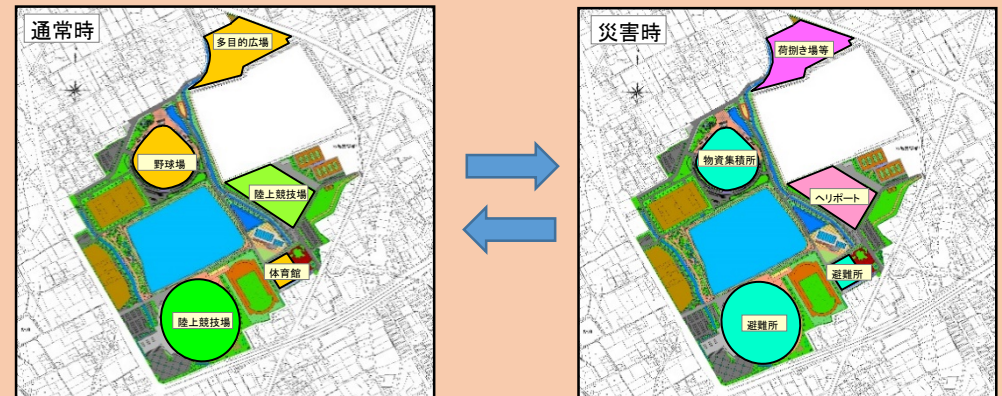 通常時
多目的広場
野球場
陸上競技場
体育館
陸上競技場
災害時
荷捌き場等
物資集積所
ヘリポート
避難所
避難所